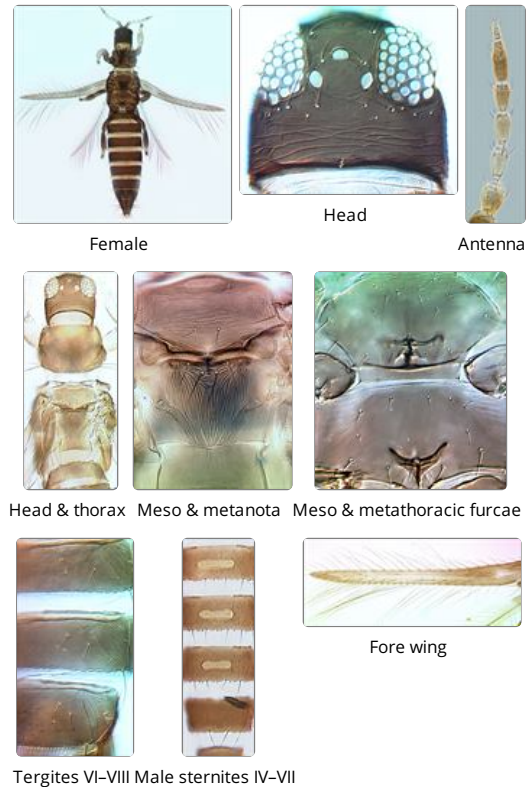 Female
Head
Antenna
Head & thorax
Meso & metanota
Meso & metathoracic furcae
Tergites VI–VIII
Male sternites IV–VII
Fore wing